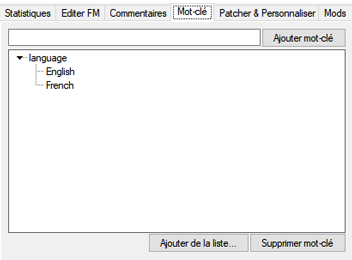 Statistiques Editer FM Commentaires Mot-clé Patcher & Personnaliser Mods
Ajouter mot-clé
language
English
French
Ajouter de la liste... Supprimer mot-clé